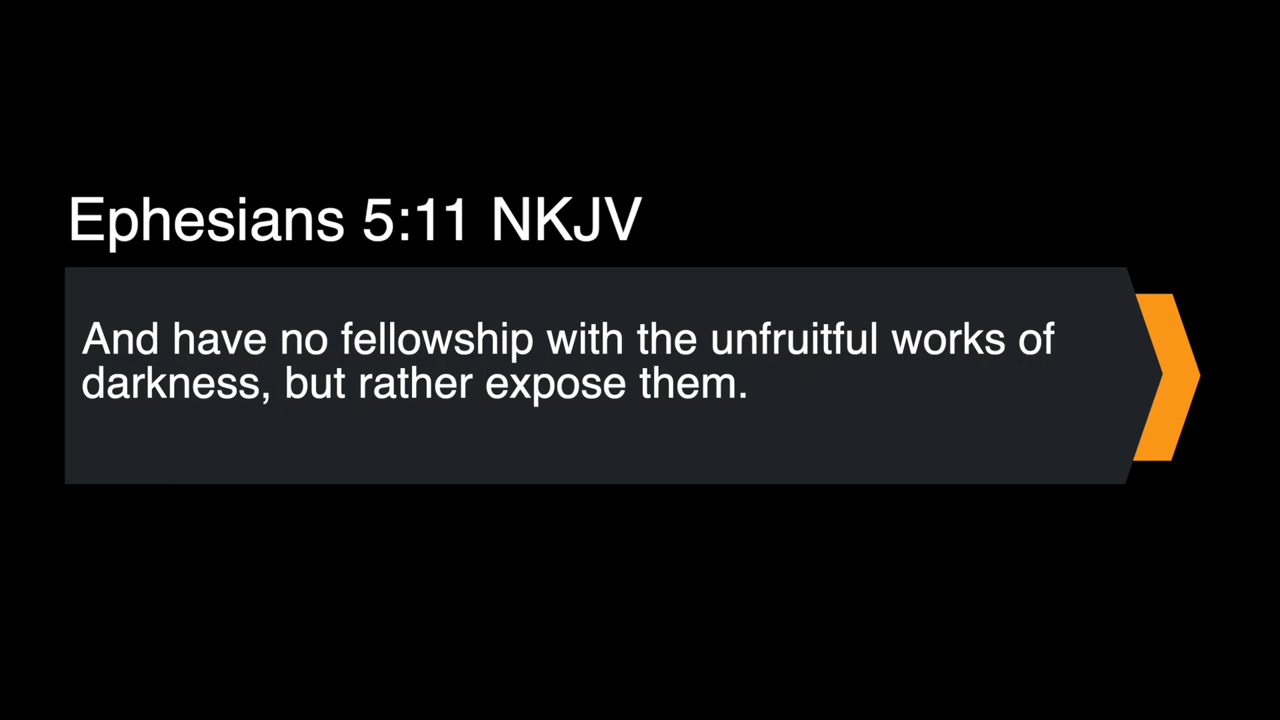 Ephesians 5:11 NKJV
And have no fellowship with the unfruitful works of
darkness, but rather expose them.